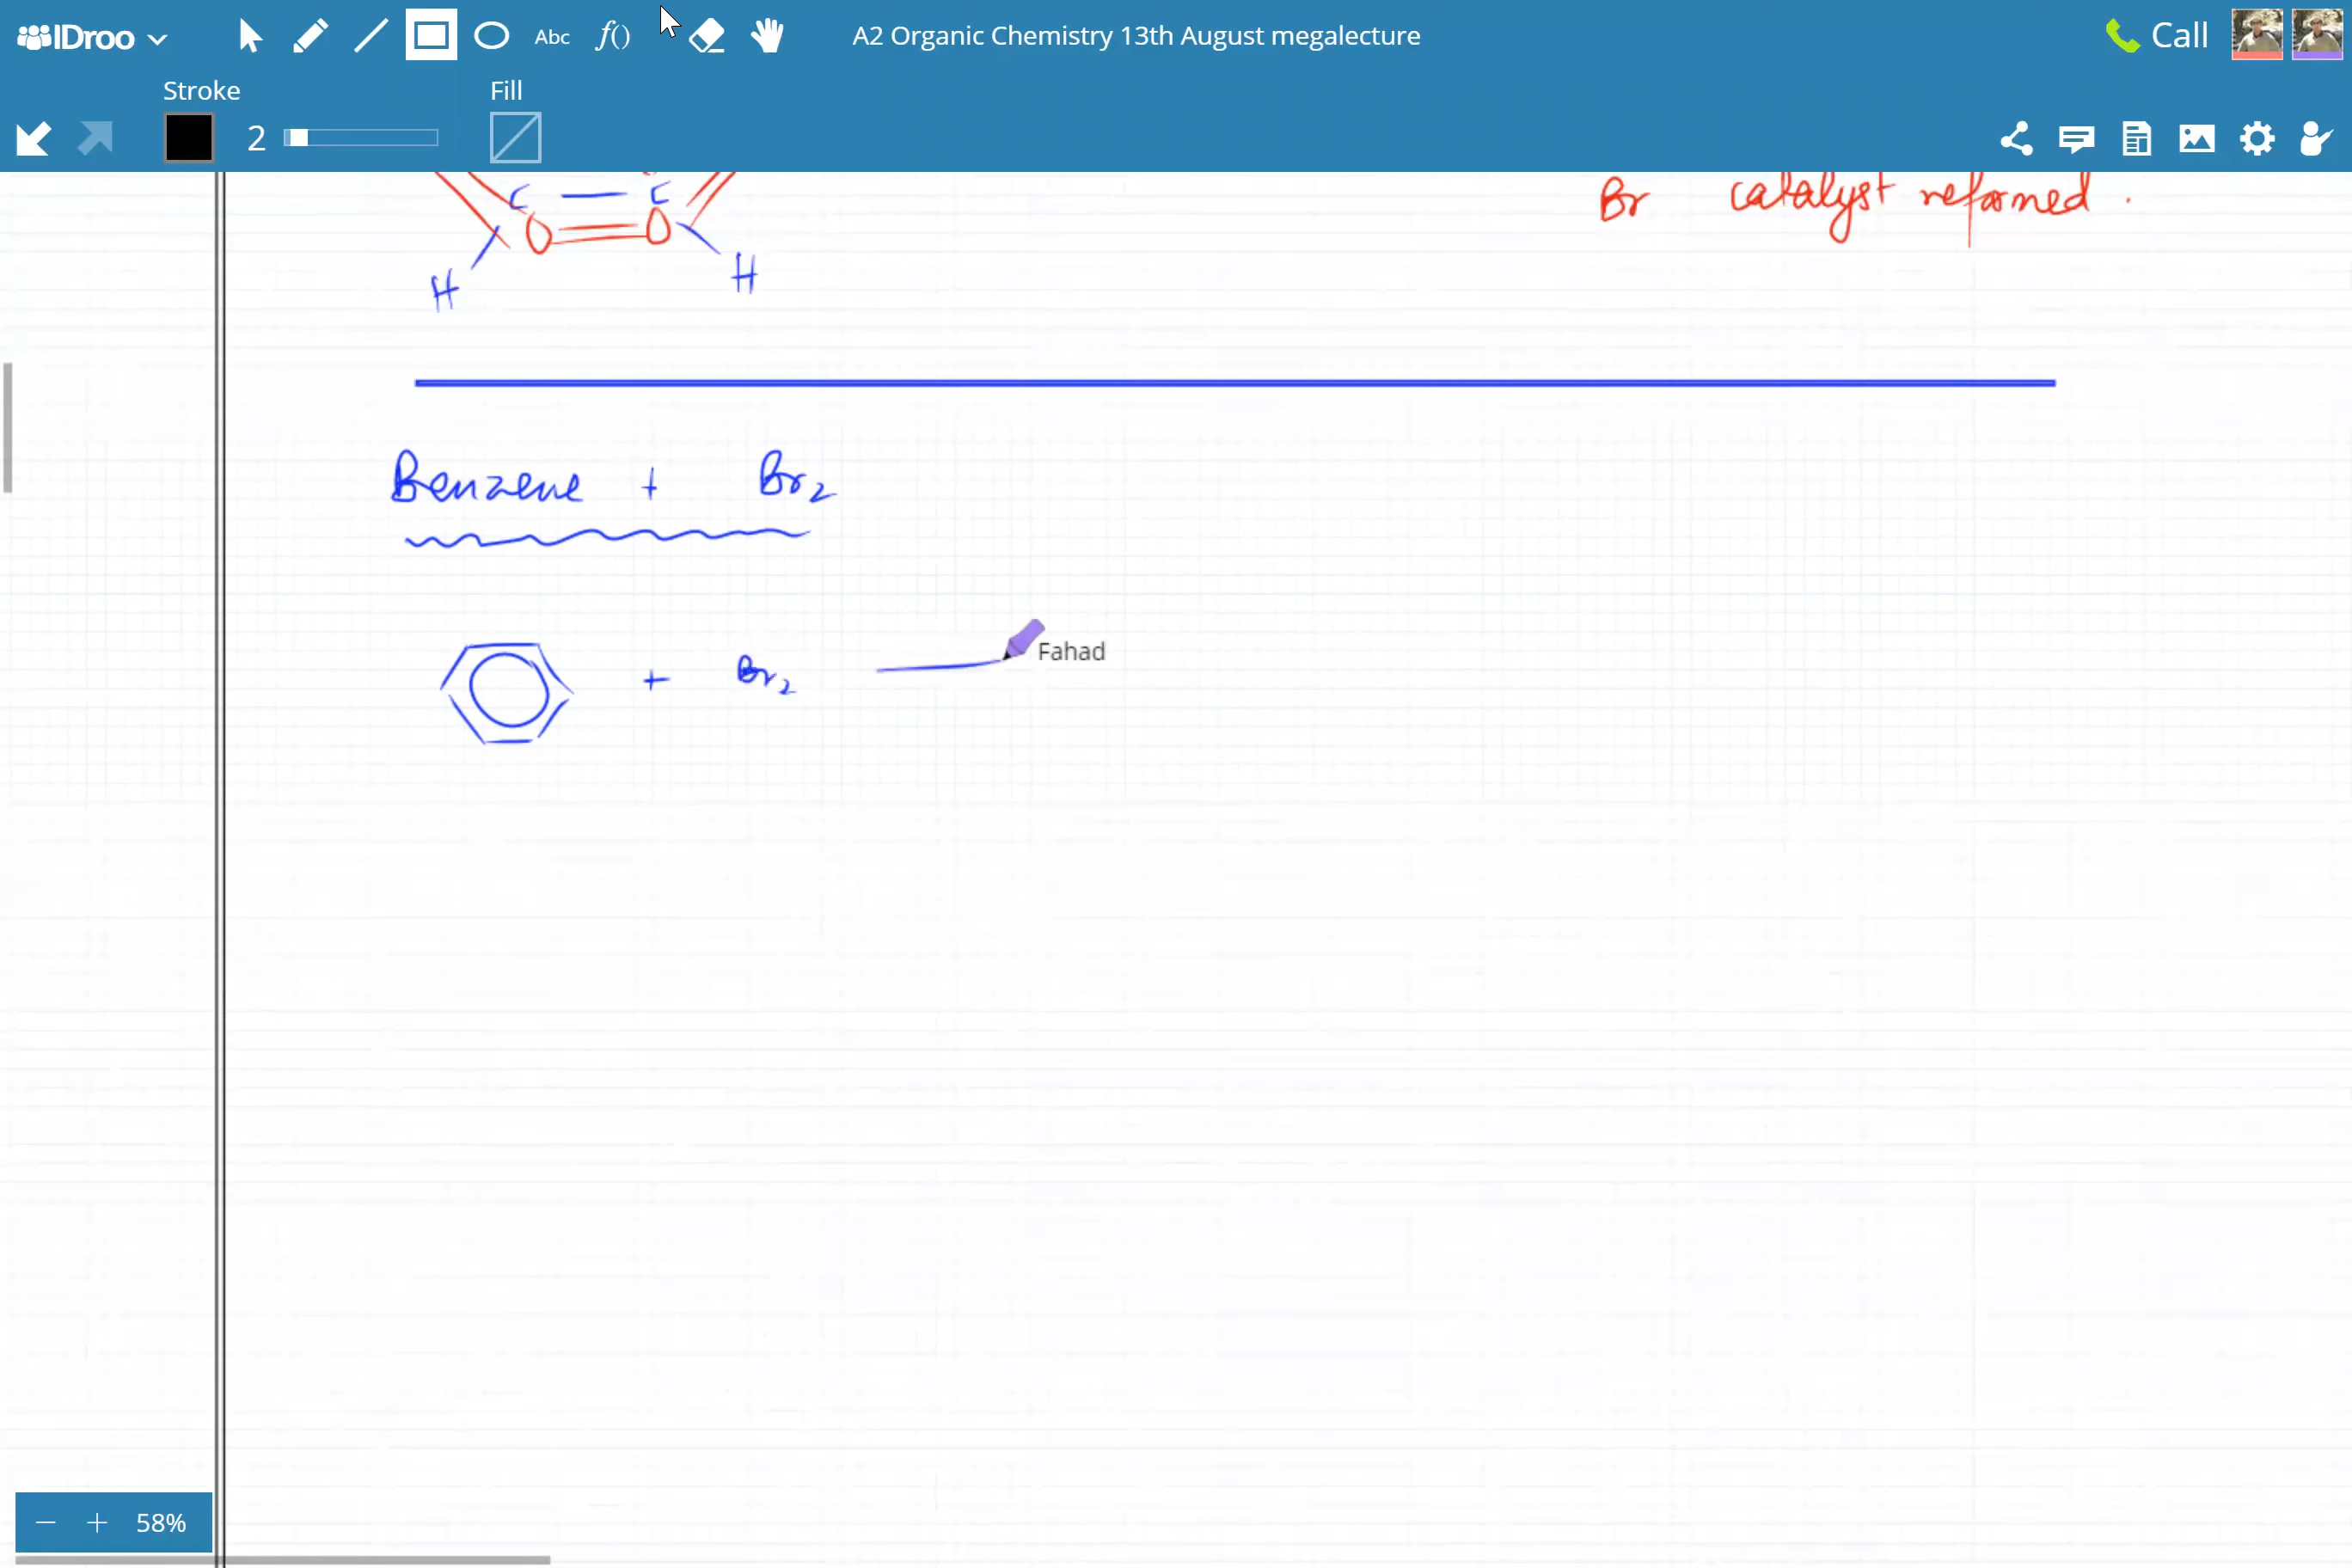 IDroo
Abc f() A2 Organic Chemistry 13th August megalecture Call
Stroke Fill
2
C = C Br catalyst reformed.
H H
Benzene + Br₂
+ Br₂ Fahad
− + 58%